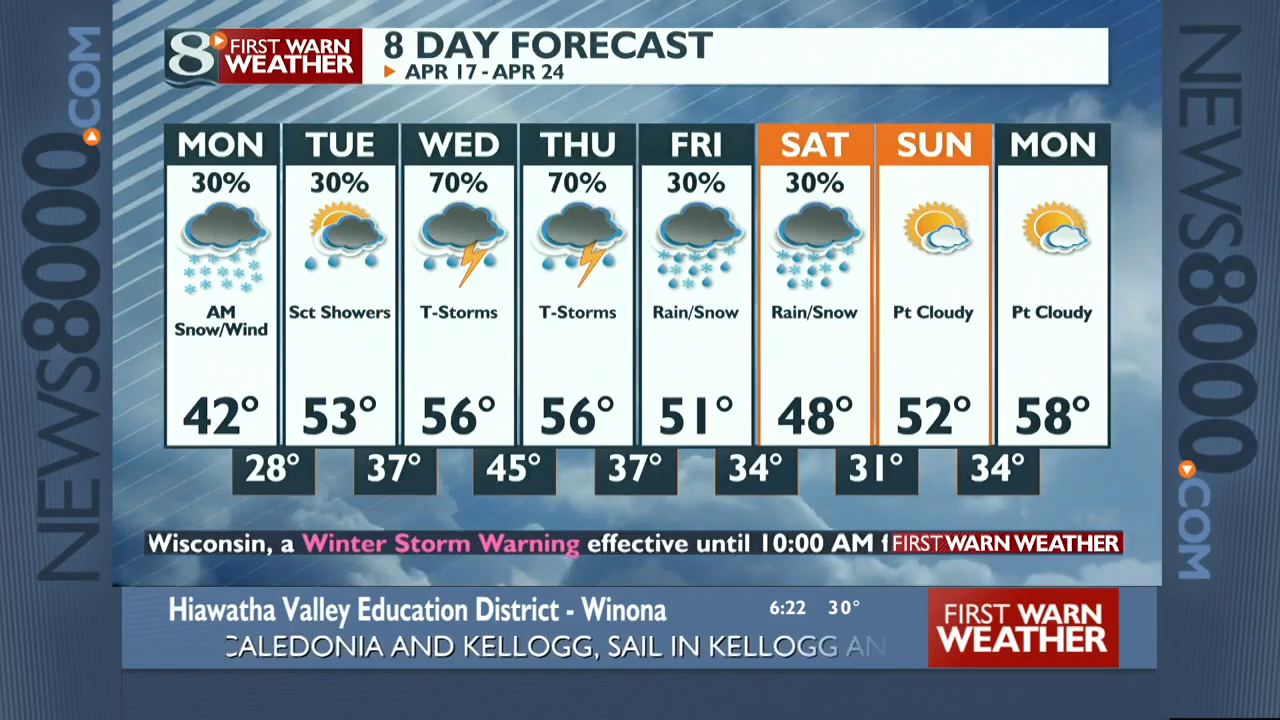 NEWS8000.COM
8 FIRST WARN WEATHER
8 DAY FORECAST
APR 17 - APR 24
MON TUE WED THU FRI SAT SUN MON
30% 30% 70% 70% 30% 30%
AM Snow/Wind
Sct Showers
T-Storms
T-Storms
Rain/Snow
Rain/Snow
Pt Cloudy
Pt Cloudy
42° 53° 56° 56° 51° 48° 52° 58°
28° 37° 45° 37° 34° 31° 34°
Wisconsin, a Winter Storm Warning effective until 10:00 AM
FIRST WARN WEATHER
Hiawatha Valley Education District - Winona
6:22 30°
CALEDONIA AND KELLOGG, SAIL IN KELLOGG AN
FIRST WARN
WEATHER
NEWS8000.COM